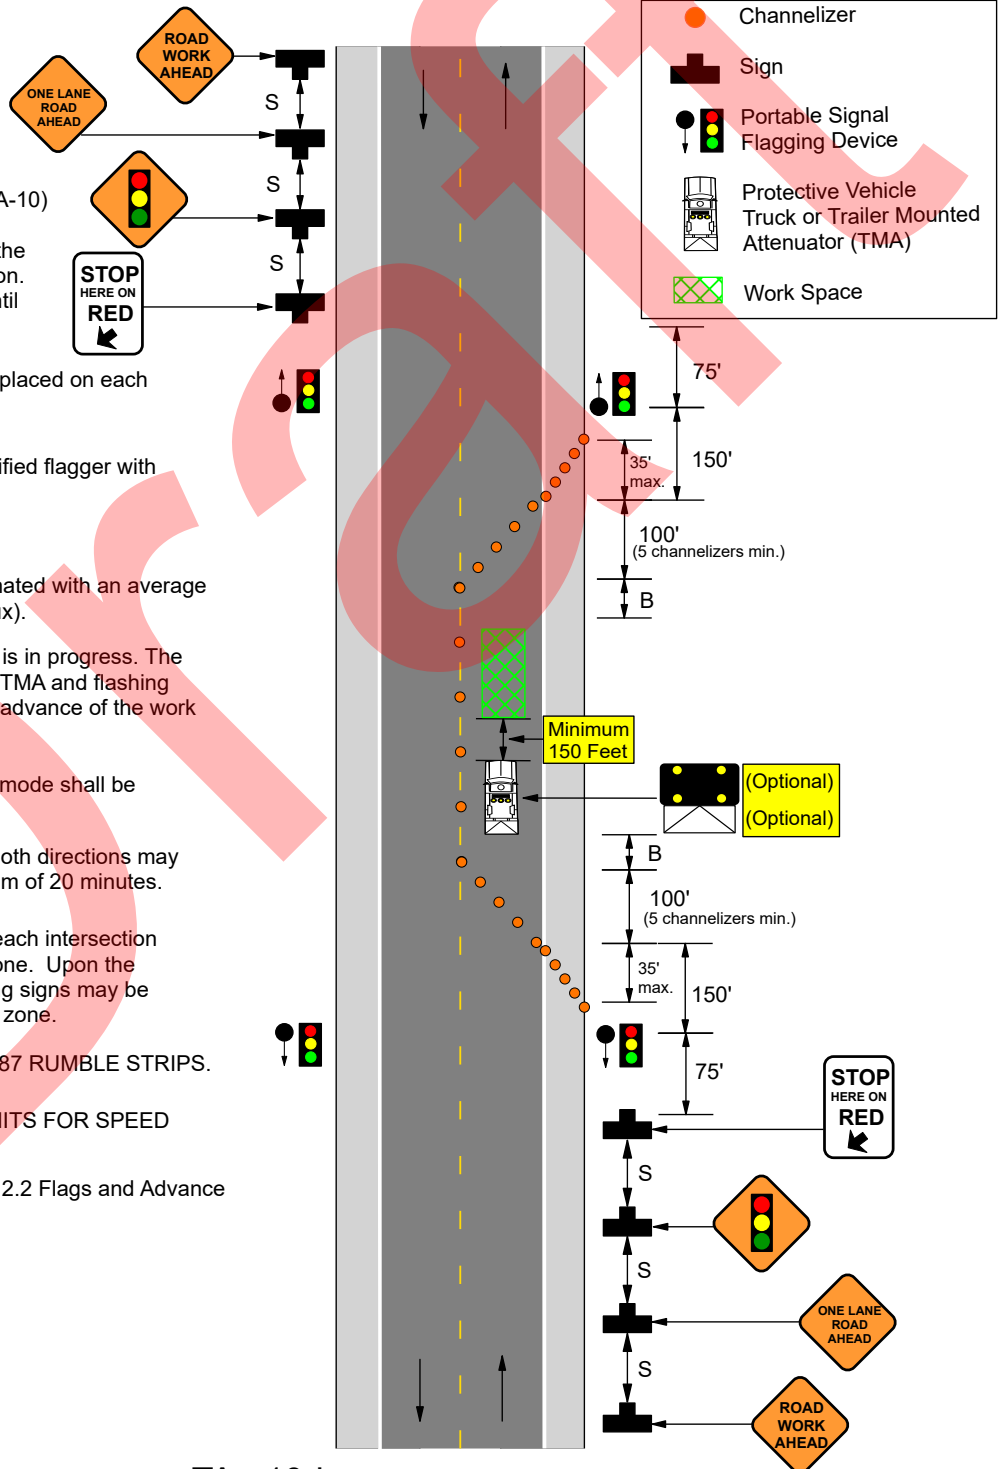 ROAD
WORK
AHEAD
ONE LANE
ROAD
AHEAD
S
S
S
STOP
HERE ON
RED
A-10)
the
on.
ntil
placed on each
ified flagger with
nated with an average
ux).
is in progress. The
TMA and flashing
advance of the work
mode shall be
oth directions may
m of 20 minutes.
each intersection
one. Upon the
g signs may be
zone.
87 RUMBLE STRIPS.
MITS FOR SPEED
2.2 Flags and Advance
Channelizer
Sign
Portable Signal
Flagging Device
Protective Vehicle
Truck or Trailer Mounted
Attenuator (TMA)
Work Space
75'
150'
35'
max.
100'
(5 channelizers min.)
B
Minimum
150 Feet
(Optional)
(Optional)
B
100'
(5 channelizers min.)
35'
max.
150'
75'
STOP
HERE ON
RED
S
S
ONE LANE
ROAD
AHEAD
S
ROAD
WORK
AHEAD
Draft